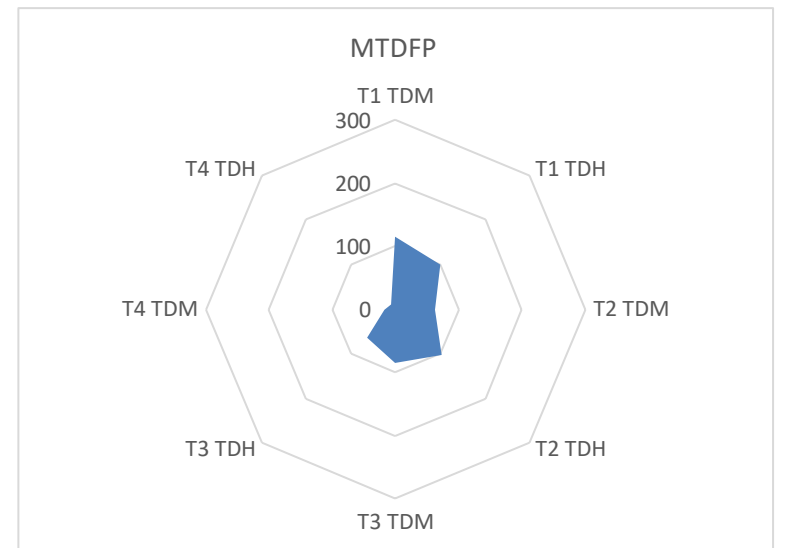 MTDFP
T1 TDM
300
T4 TDH
T1 TDH
200
100
T4 TDM
0
T2 TDM
T3 TDH
T2 TDH
T3 TDM